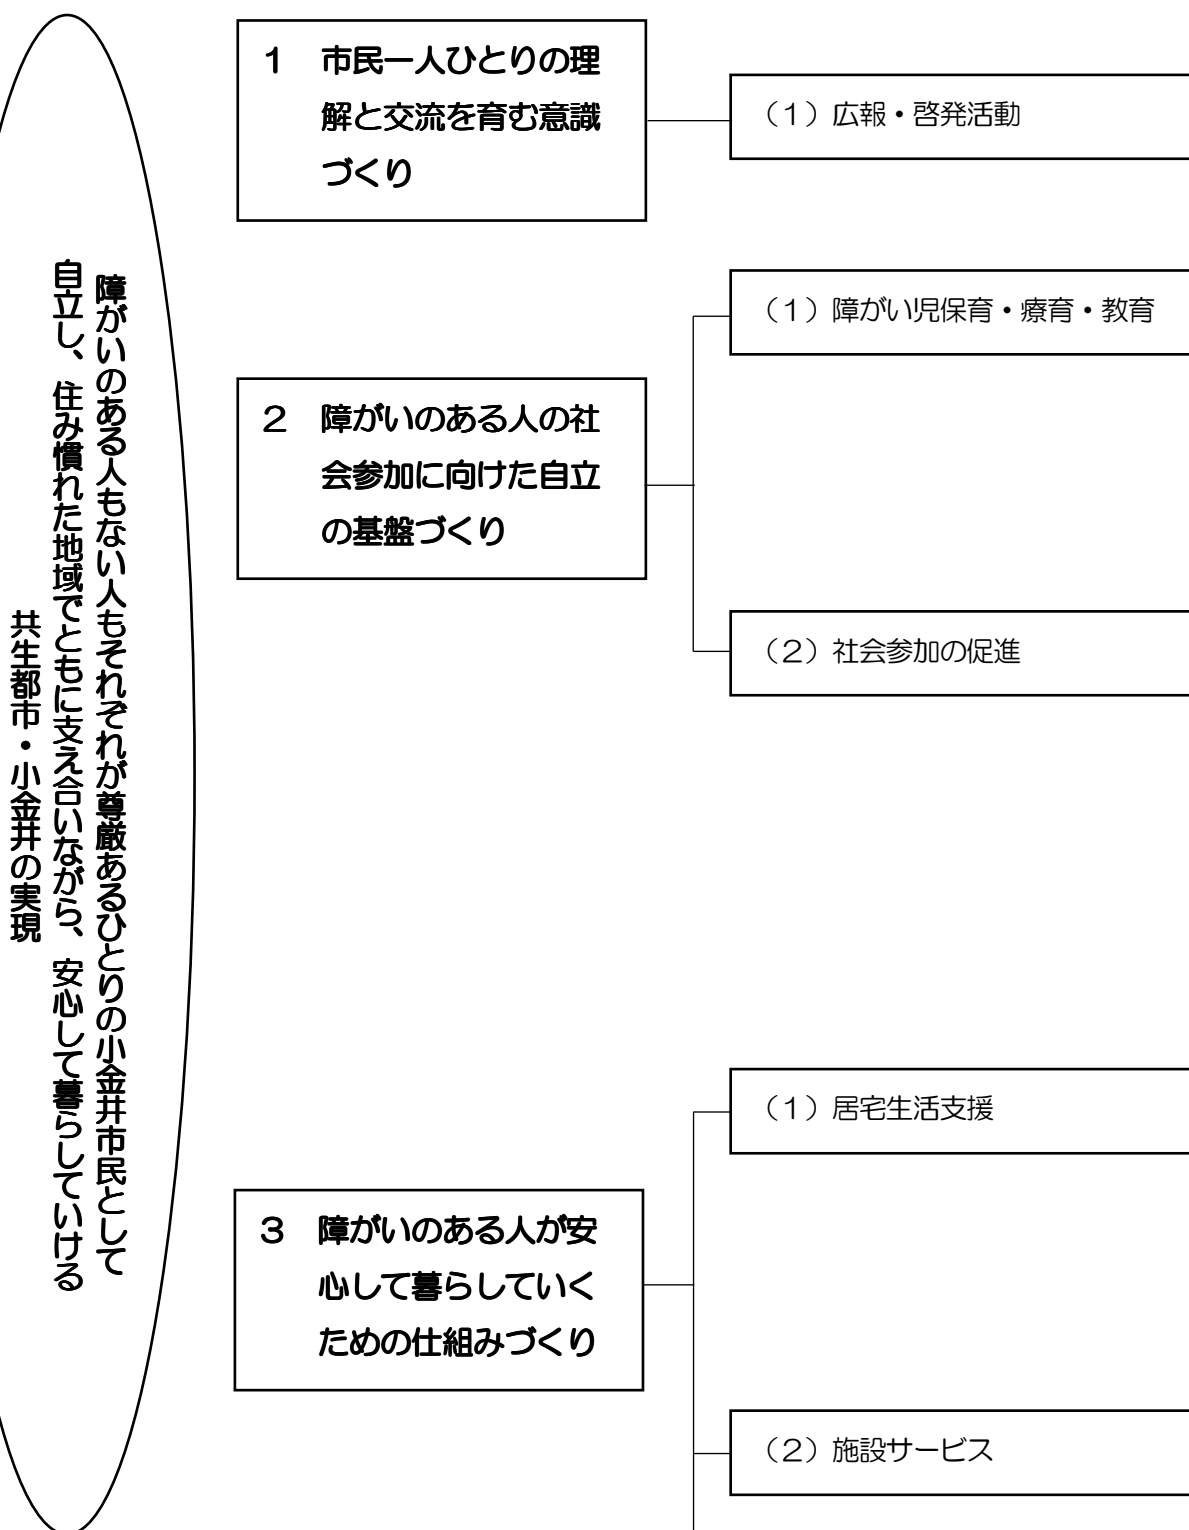 障がいのある人もない人もそれぞれが尊厳あるひとりの小金井市民として
自立し、住み慣れた地域でともに支え合いながら、安心して暮らしていける
共生都市・小金井の実現
１　市民一人ひとりの理
解と交流を育む意識
づくり
（１）広報・啓発活動
２　障がいのある人の社
会参加に向けた自立
の基盤づくり
（１）障がい児保育・療育・教育
（２）社会参加の促進
３　障がいのある人が安
心して暮らしていく
ための仕組みづくり
（１）居宅生活支援
（２）施設サービス